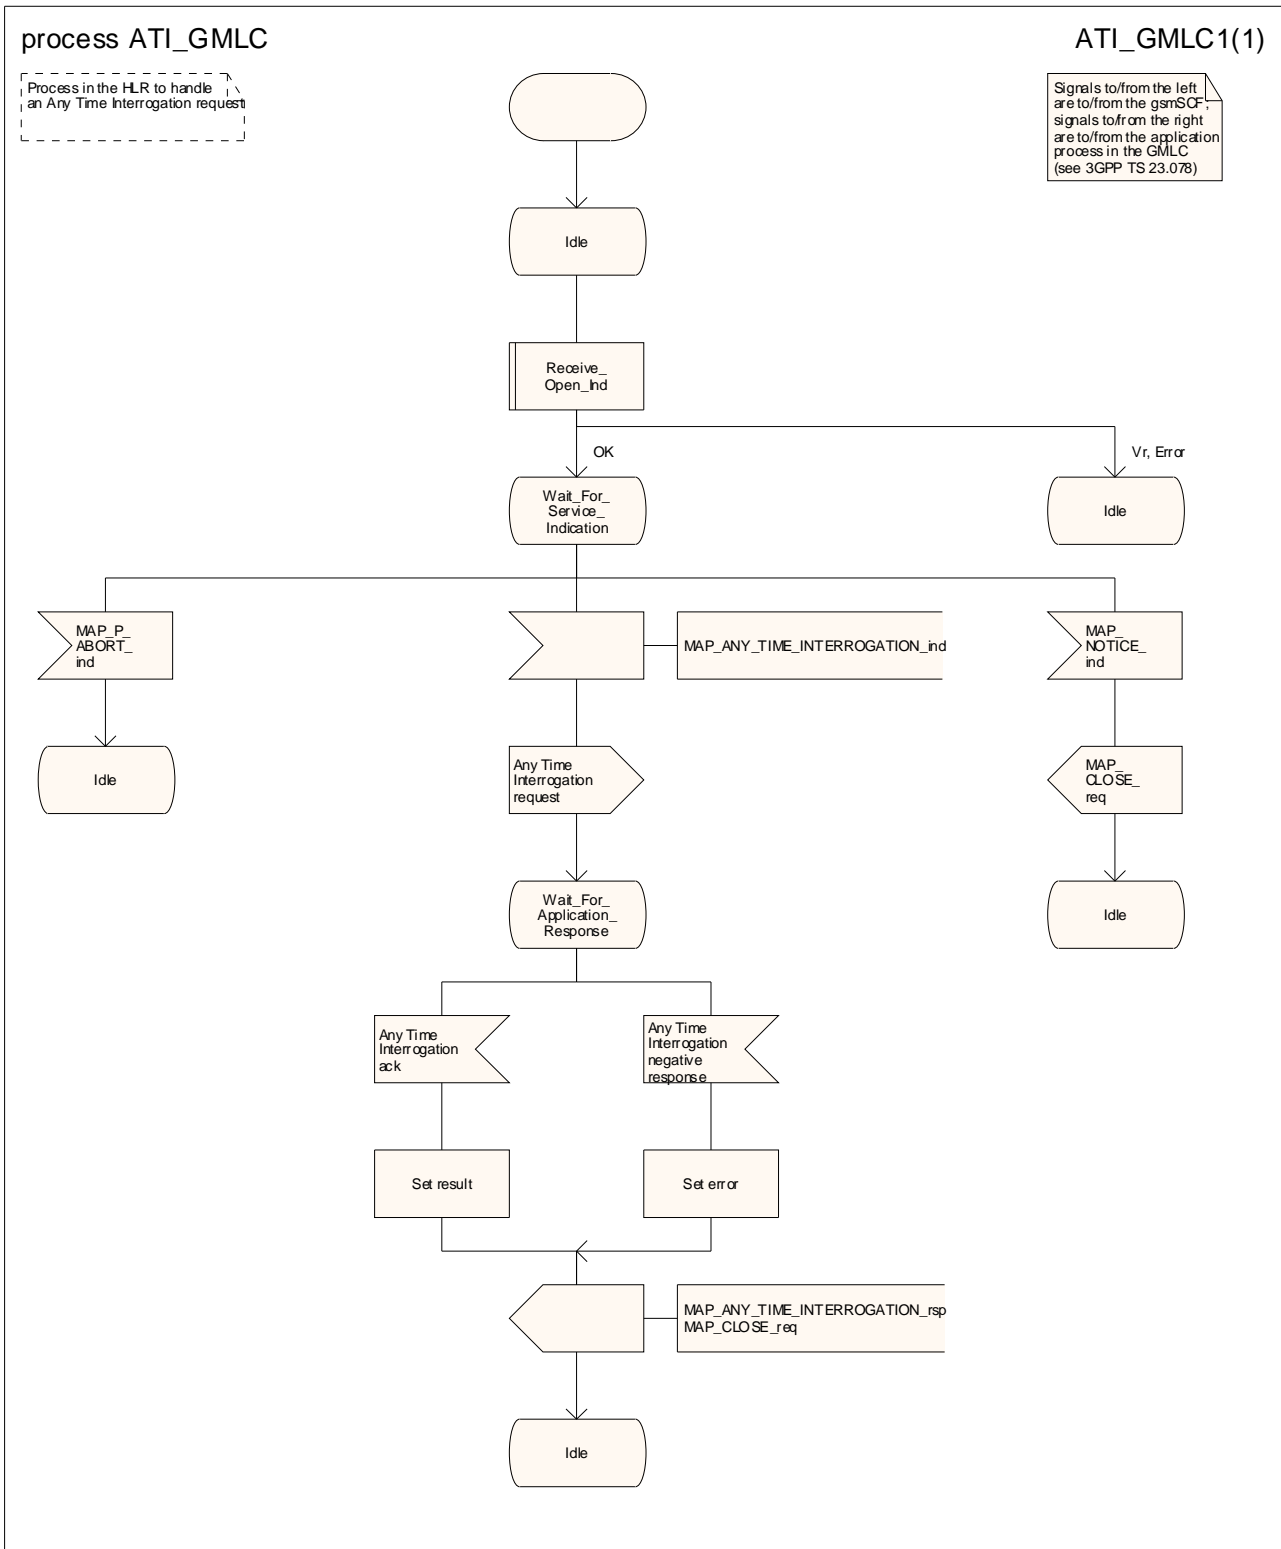 process ATI_GMLC
ATI_GMLC1(1)
Process in the HLR to handle
an Any Time Interrogation request
Signals to/from the left
are to/from the gsmSCF;
signals to/from the right
are to/from the application
process in the GMLC
(see 3GPP TS 23.078)
Idle
Receive_
Open_Ind
OK
Vr, Error
Wait_For_
Service_
Indication
Idle
MAP_P_
ABORT_
ind
MAP_ANY_TIME_INTERROGATION_ind
MAP_
NOTICE_
ind
Idle
Any Time
Interrogation
request
MAP_
CLOSE_
req
Wait_For_
Application_
Response
Idle
Any Time
Interrogation
ack
Any Time
Interrogation
negative
response
Set result
Set error
MAP_ANY_TIME_INTERROGATION_rsp
MAP_CLOSE_req
Idle